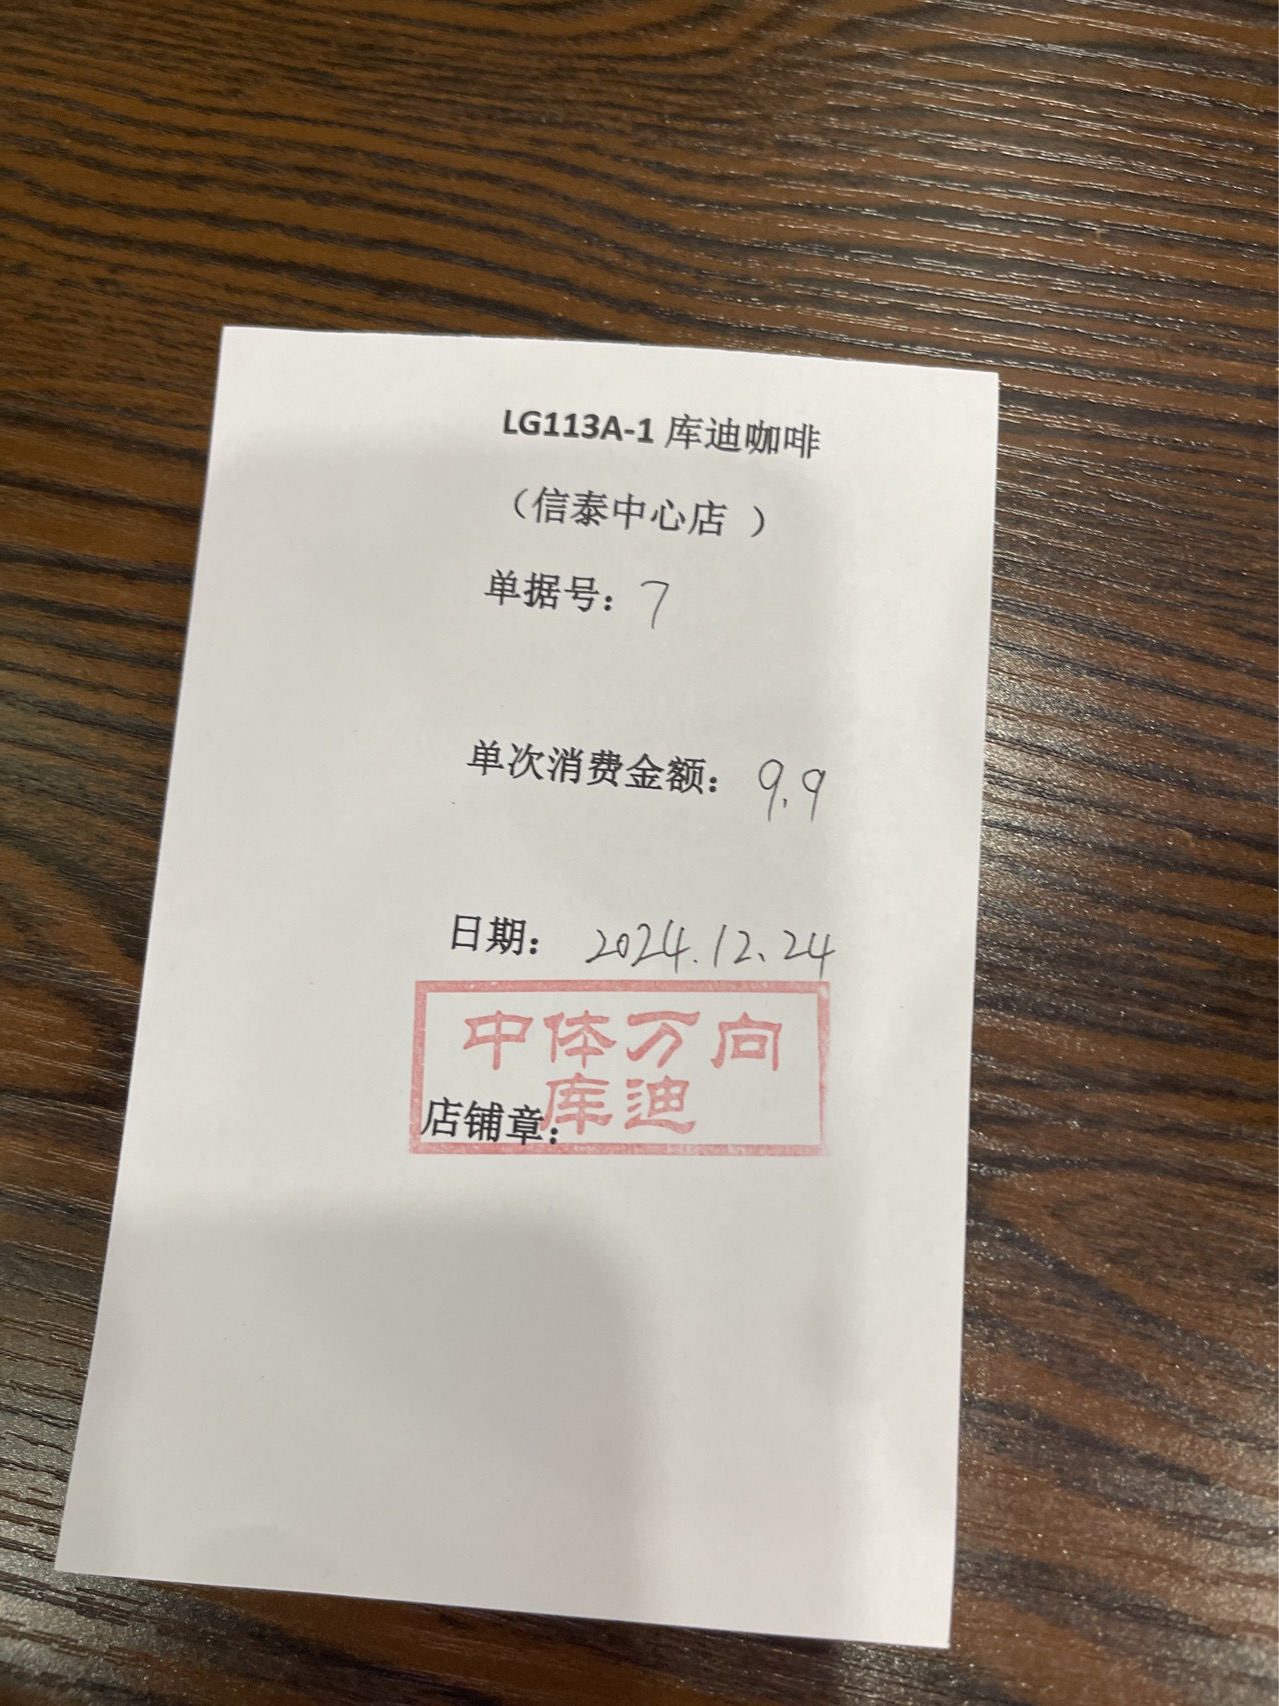 LG113A-1 库迪咖啡
（信泰中心店 ）
单据号：7
单次消费金额：9.9
日期：2024.12.24
中体万向
库迪
店铺章：